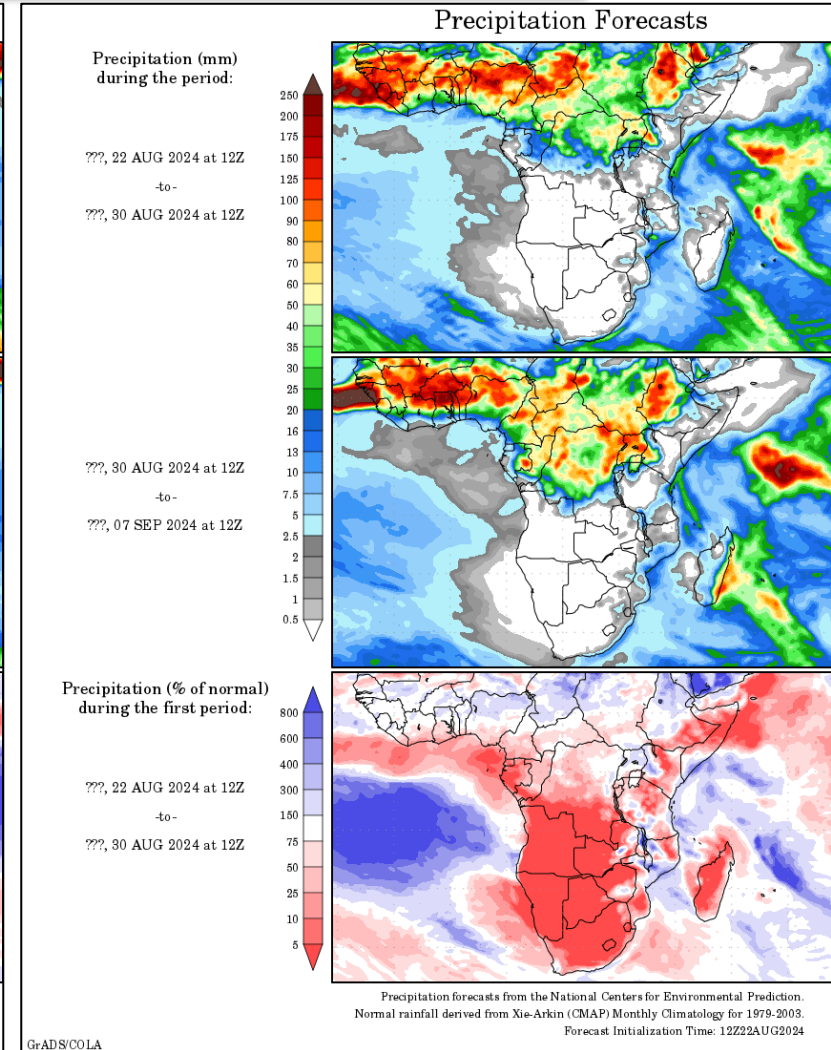 Precipitation Forecasts
Precipitation (mm)
during the period:
???, 22 AUG 2024 at 12Z
-to-
???, 30 AUG 2024 at 12Z
250
200
175
150
125
100
90
80
70
60
50
40
35
30
25
20
16
13
10
7.5
5
2.5
2
1.5
1
0.5
???, 30 AUG 2024 at 12Z
-to-
???, 07 SEP 2024 at 12Z
Precipitation (% of normal)
during the first period:
???, 22 AUG 2024 at 12Z
-to-
???, 30 AUG 2024 at 12Z
800
600
400
300
150
75
50
25
10
5
Precipitation forecasts from the National Centers for Environmental Prediction.
Normal rainfall derived from Xie-Arkin (CMAP) Monthly Climatology for 1979-2003.
Forecast Initialization Time: 12Z22AUG2024
GrADS/COLA